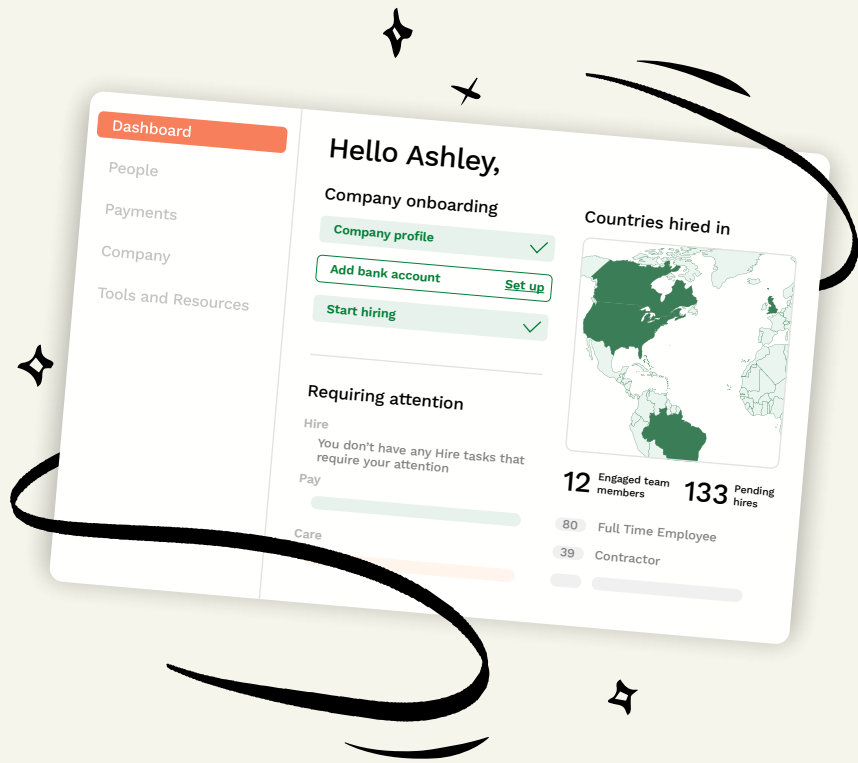 Dashboard
People
Payments
Company
Tools and Resources
Hello Ashley,
Company onboarding
Company profile
Add bank account Set up
Start hiring
Requiring attention
Hire
You don’t have any Hire tasks that
require your attention
Pay
Care
Countries hired in
12 Engaged team
members
133 Pending
hires
80 Full Time Employee
39 Contractor